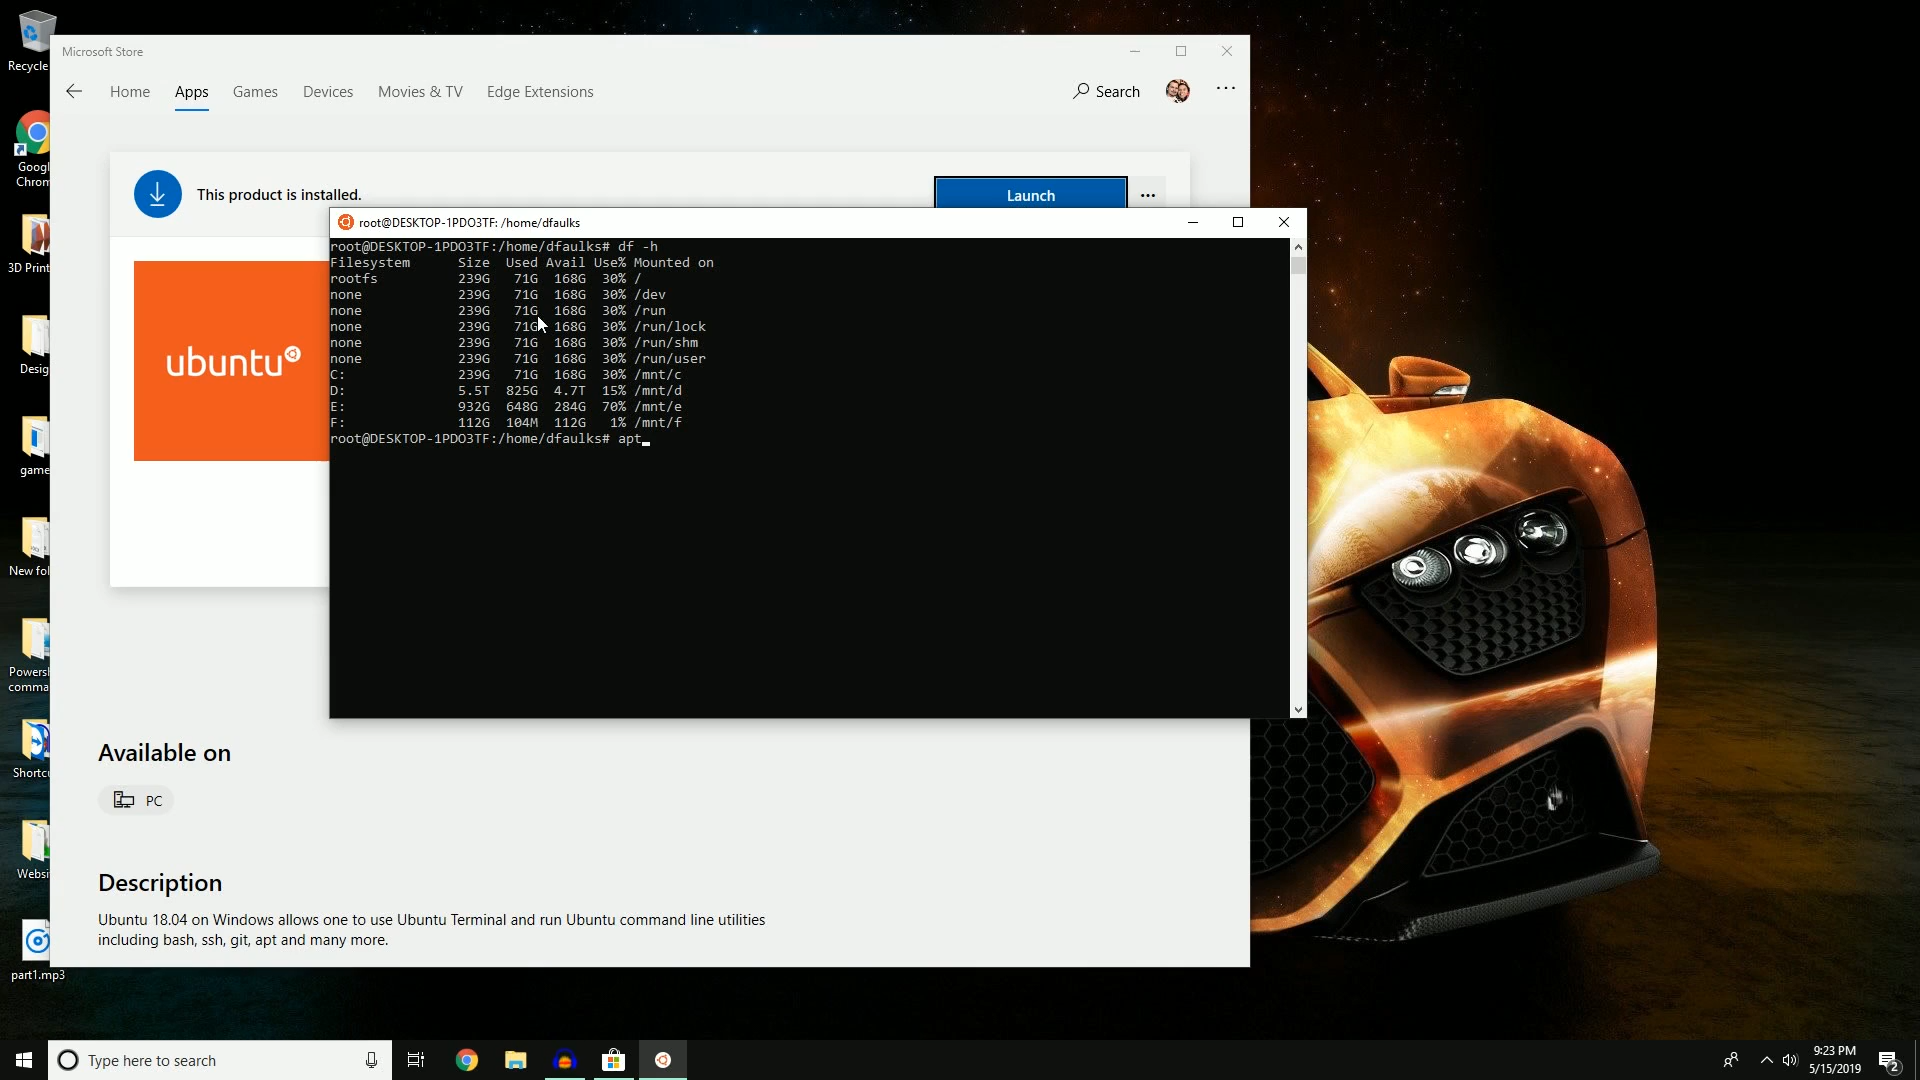 Recycle
Microsoft Store
Home Apps Games Devices Movies & TV Edge Extensions
Search
Googl
Chrom
This product is installed.
Launch
3D Print
ubuntu
root@DESKTOP-1PDO3TF: /home/dfaulks
root@DESKTOP-1PDO3TF:/home/dfaulks# df -h
Filesystem Size Used Avail Use% Mounted on
rootfs 239G 71G 168G 30% /
none 239G 71G 168G 30% /dev
none 239G 71G 168G 30% /run
none 239G 71G 168G 30% /run/lock
none 239G 71G 168G 30% /run/shm
none 239G 71G 168G 30% /run/user
C: 239G 71G 168G 30% /mnt/c
D: 5.5T 825G 4.7T 15% /mnt/d
E: 932G 648G 284G 70% /mnt/e
F: 112G 104M 112G 1% /mnt/f
root@DESKTOP-1PDO3TF:/home/dfaulks# apt
Desig
game
New fol
Powersh
comma
Shortcu
Websi
part1.mp3
Available on
PC
Description
Ubuntu 18.04 on Windows allows one to use Ubuntu Terminal and run Ubuntu command line utilities
including bash, ssh, git, apt and many more.
Type here to search
9:23 PM
5/15/2019
2